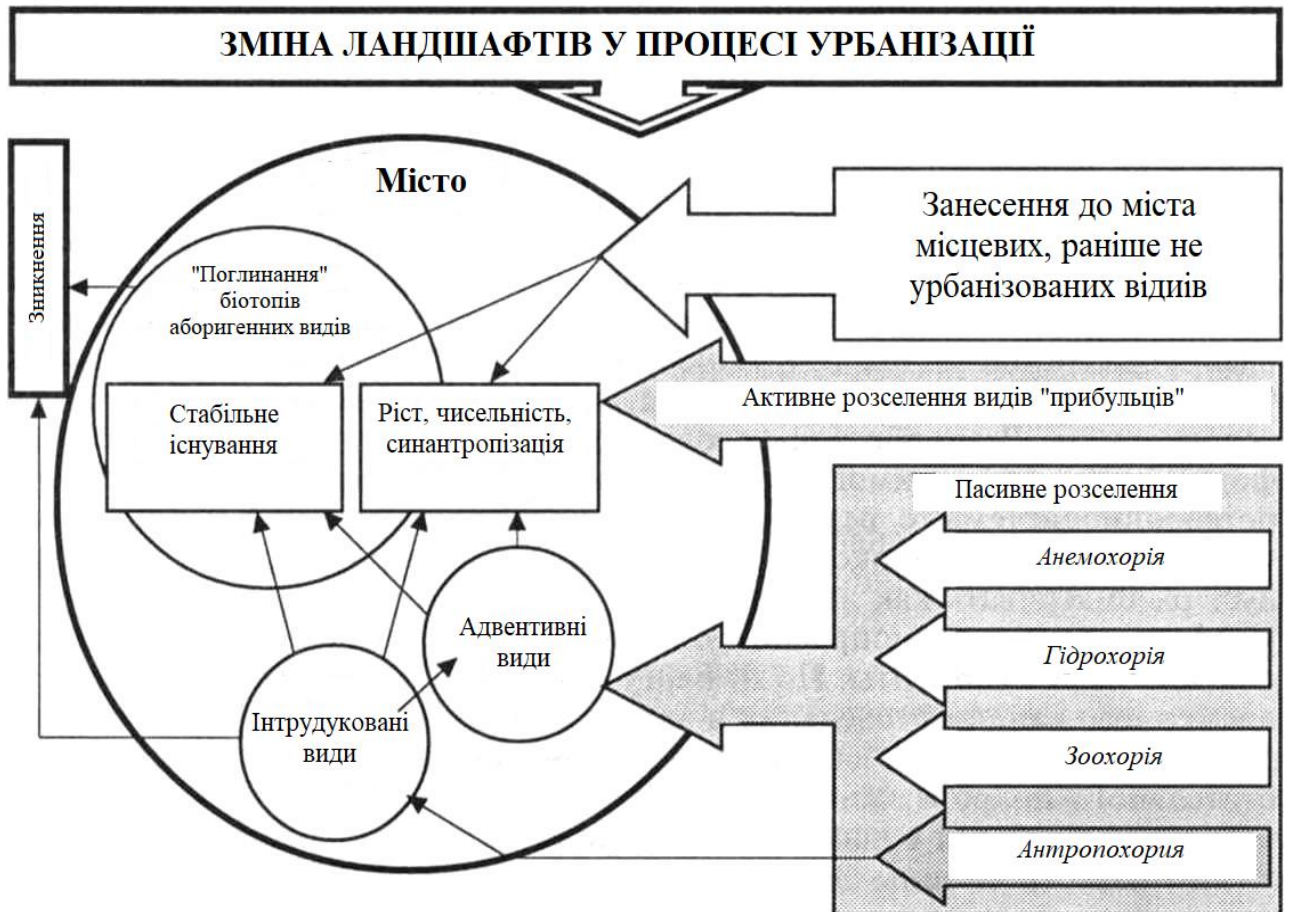 ЗМІНА ЛАНДШАФТІВ У ПРОЦЕСІ УРБАНІЗАЦІЇ
Зникнення
Місто
"Поглинання"
біотопів
аборигенних видів
Занесення до міста
місцевих, раніше не
урбанізованих відиів
Стабільне
існування
Ріст, чисельність,
синантропізація
Активне розселення видів "прибульців"
Пасивне розселення
Анемохорія
Адвентивні
види
Гідрохорія
Інтрудуковані
види
Зоохорія
Антропохория